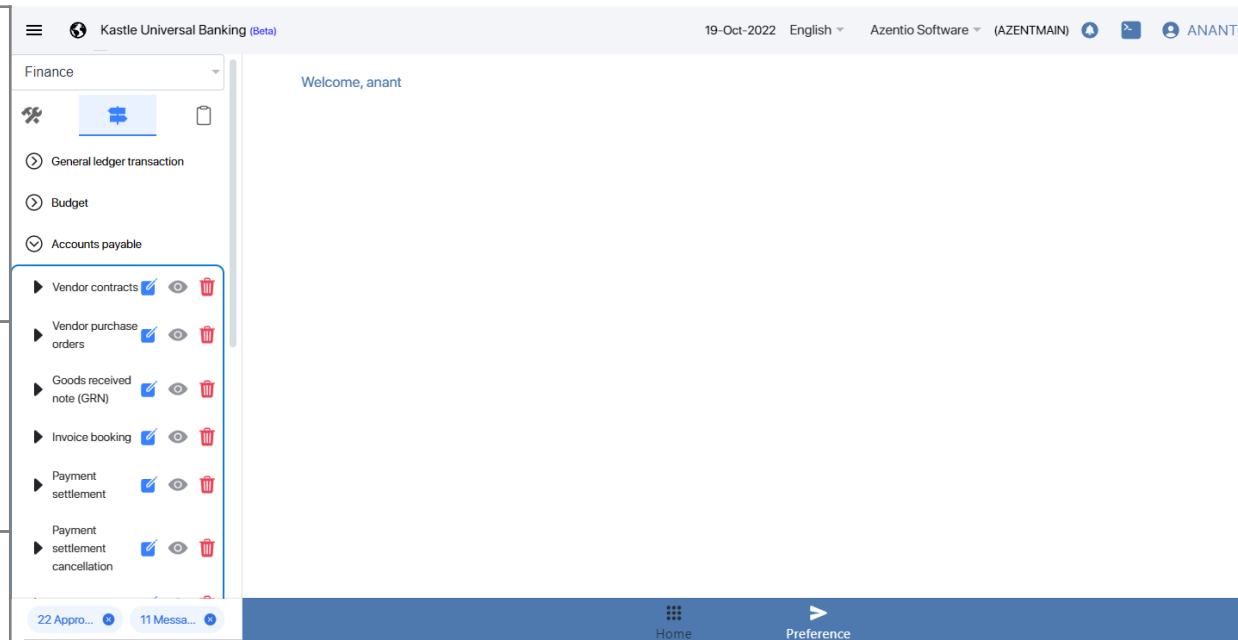 Kastle Universal Banking (Beta)
19-Oct-2022 English Azentio Software (AZENTMAIN) ANANT
Finance
Welcome, anant
General ledger transaction
Budget
Accounts payable
Vendor contracts
Vendor purchase
orders
Goods received
note (GRN)
Invoice booking
Payment
settlement
Payment
settlement
cancellation
22 Appro... 11 Messa...
Home Preference